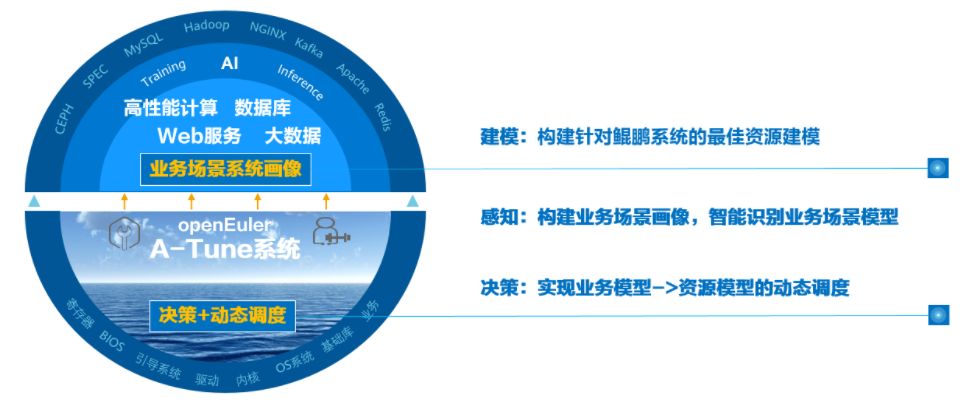 CEPH
SPEC
MySQL
Hadoop
NGINX
Kafka
Apache
Redis
Training
AI
Inference
高性能计算 数据库
Web服务 大数据
业务场景系统画像
openEuler
A-Tune系统
决策+动态调度
寄存器
BIOS
引导系统
驱动
内核
OS系统
基础库
业务
建模：构建针对鲲鹏系统的最佳资源建模
感知：构建业务场景画像，智能识别业务场景模型
决策：实现业务模型->资源模型的动态调度